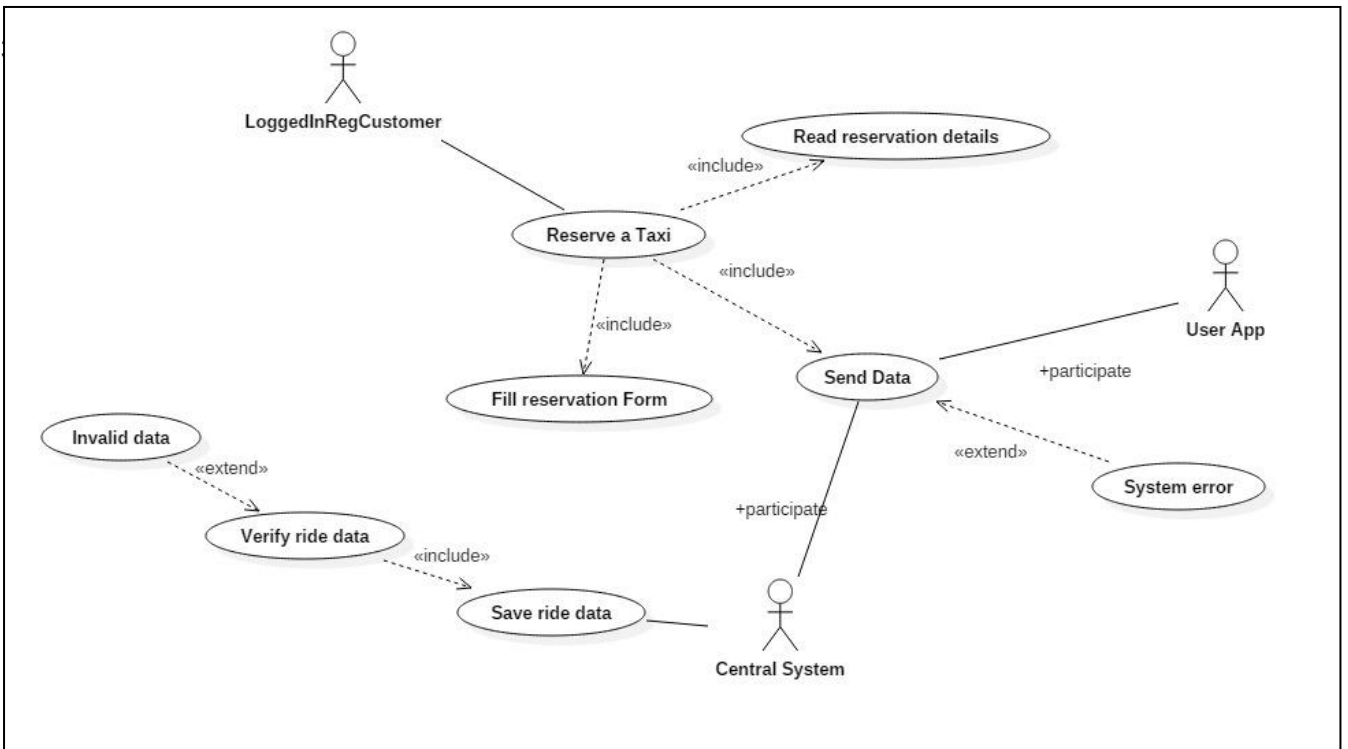 LoggedInRegCustomer
Read reservation details
«include»
Reserve a Taxi
«include»
«include»
User App
Send Data
+participate
Fill reservation Form
Invalid data
«extend»
«extend»
System error
+participate
Verify ride data
«include»
Save ride data
Central System